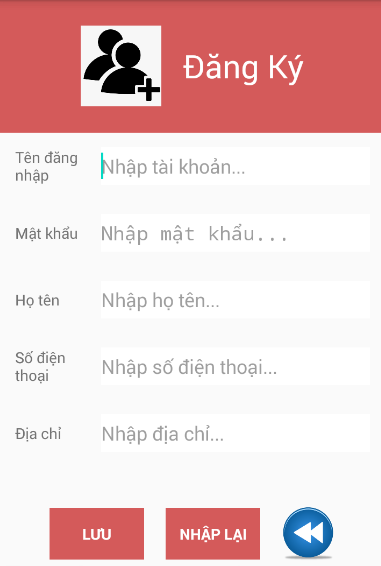 Đăng Ký
Tên đăng
nhập
Nhập tài khoản...
Mật khẩu
Nhập mật khẩu...
Họ tên
Nhập họ tên...
Số điện
thoại
Nhập số điện thoại...
Địa chỉ
Nhập địa chỉ...
LƯU
NHẬP LẠI